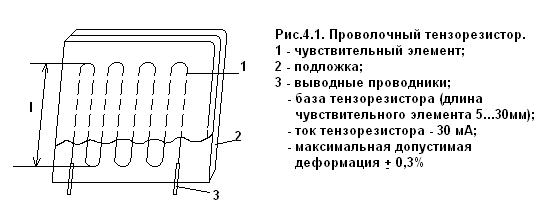 Рис.4.1. Проволочный тензорезистор.
1 - чувствительный элемент;
2 - подложка;
3 - выводные проводники;
- база тензорезистора (длина
чувствительного элемента 5...30мм);
- ток тензорезистора - 30 мА;
- максимальная допустимая
деформация ± 0,3%
l
1
2
3